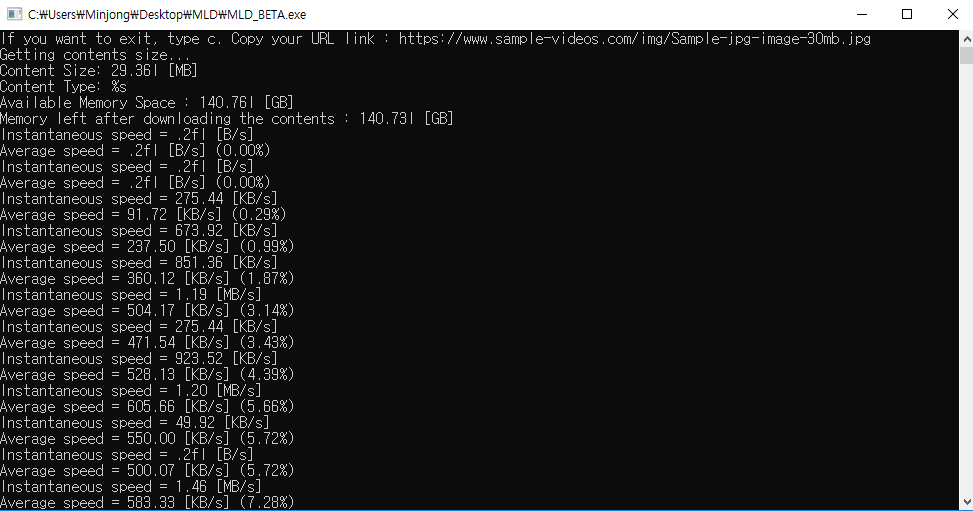 C:₩Users₩Minjong₩Desktop₩MLD₩MLD_BETA.exe
If you want to exit, type c. Copy your URL link : https://www.sample-videos.com/img/Sample-jpg-image-30mb.jpg
Getting contents size...
Content Size: 29.36l [MB]
Content Type: %s
Available Memory Space : 140.76l [GB]
Memory left after downloading the contents : 140.73l [GB]
Instantaneous speed = .2fl [B/s]
Average speed = .2fl [B/s] (0.00%)
Instantaneous speed = .2fl [B/s]
Average speed = .2fl [B/s] (0.00%)
Instantaneous speed = 275.44 [KB/s]
Average speed = 91.72 [KB/s] (0.29%)
Instantaneous speed = 673.92 [KB/s]
Average speed = 237.50 [KB/s] (0.99%)
Instantaneous speed = 851.36 [KB/s]
Average speed = 360.12 [KB/s] (1.87%)
Instantaneous speed = 1.19 [MB/s]
Average speed = 504.17 [KB/s] (3.14%)
Instantaneous speed = 275.44 [KB/s]
Average speed = 471.54 [KB/s] (3.43%)
Instantaneous speed = 923.52 [KB/s]
Average speed = 528.13 [KB/s] (4.39%)
Instantaneous speed = 1.20 [MB/s]
Average speed = 605.66 [KB/s] (5.66%)
Instantaneous speed = 49.92 [KB/s]
Average speed = 550.00 [KB/s] (5.72%)
Instantaneous speed = .2fl [B/s]
Average speed = 500.07 [KB/s] (5.72%)
Instantaneous speed = 1.46 [MB/s]
Average speed = 583.33 [KB/s] (7.28%)